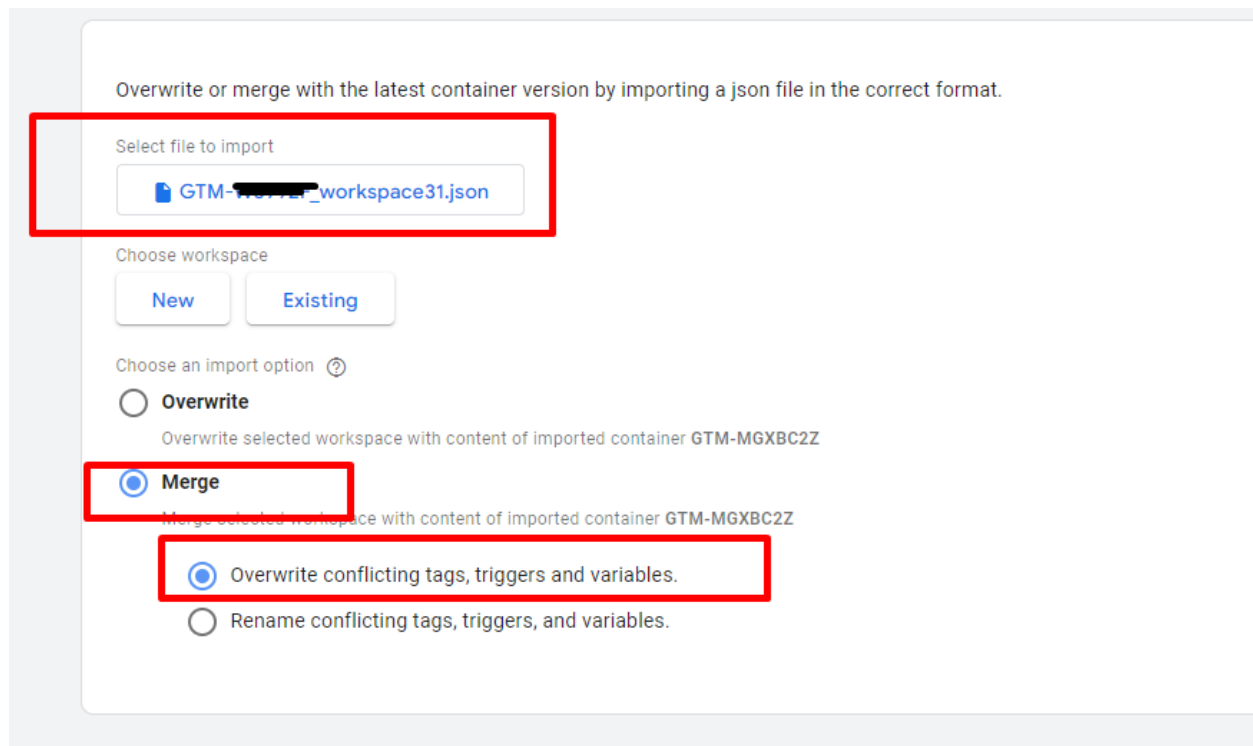 Overwrite or merge with the latest container version by importing a json file in the correct format.
Select file to import
GTM-_workspace31.json
Choose workspace
New Existing
Choose an import option
Overwrite
Overwrite selected workspace with content of imported container GTM-MGXBC2Z
Merge
Merge selected workspace with content of imported container GTM-MGXBC2Z
Overwrite conflicting tags, triggers and variables.
Rename conflicting tags, triggers, and variables.